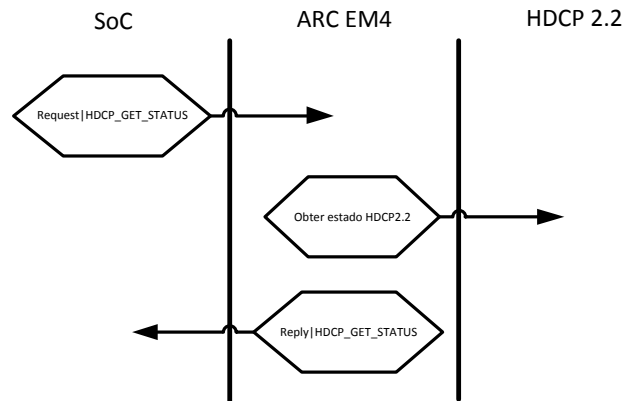 SoC
ARC EM4
HDCP 2.2
Request|HDCP_GET_STATUS
Obter estado HDCP2.2
Reply|HDCP_GET_STATUS